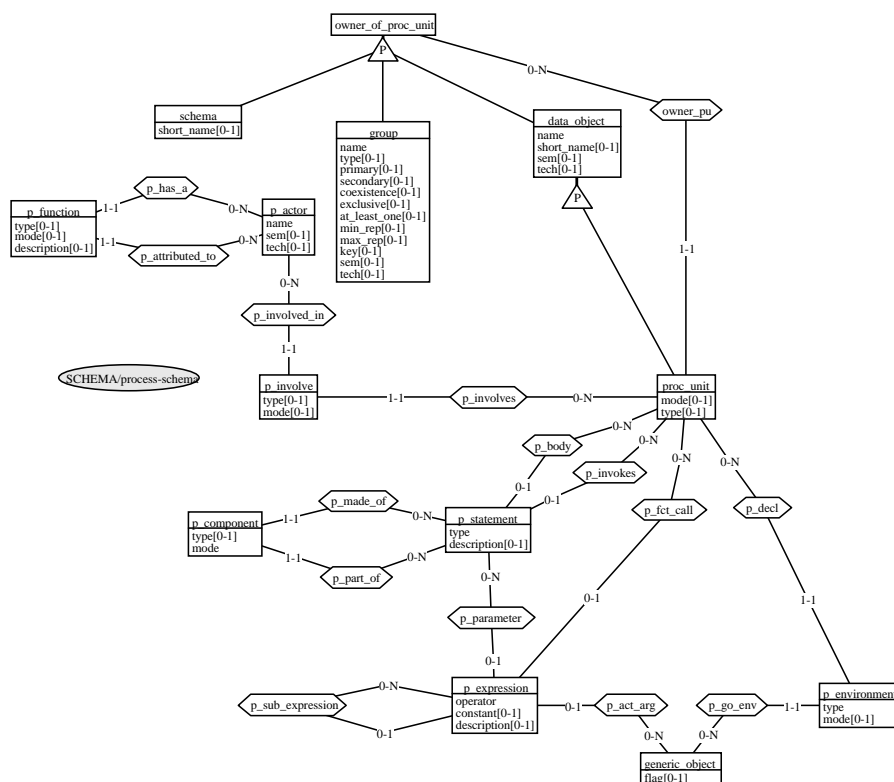 owner_of_proc_unit
P
0-N
schema
short_name[0-1]
group
name
type[0-1]
primary[0-1]
secondary[0-1]
coexistence[0-1]
exclusive[0-1]
at_least_one[0-1]
min_rep[0-1]
max_rep[0-1]
key[0-1]
sem[0-1]
tech[0-1]
data_object
name
short_name[0-1]
sem[0-1]
tech[0-1]
P
owner_pu
1-1
p_has_a
1-1
0-N
p_function
type[0-1]
mode[0-1]
description[0-1]
p_actor
name
sem[0-1]
tech[0-1]
1-1
0-N
p_attributed_to
0-N
p_involved_in
1-1
SCHEMA/process-schema
p_involve
type[0-1]
mode[0-1]
1-1
p_involves
0-N
proc_unit
mode[0-1]
type[0-1]
0-N
p_body
0-1
0-N
p_invokes
0-1
0-N
p_fct_call
0-1
0-N
p_decl
1-1
p_made_of
1-1
0-N
p_component
type[0-1]
mode
p_statement
type
description[0-1]
1-1
0-N
p_part_of
0-N
p_parameter
0-1
p_sub_expression
0-N
0-1
p_expression
operator
constant[0-1]
description[0-1]
0-1
p_act_arg
0-N
p_go_env
1-1
0-N
p_environment
type
mode[0-1]
generic_object
flag[0-1]